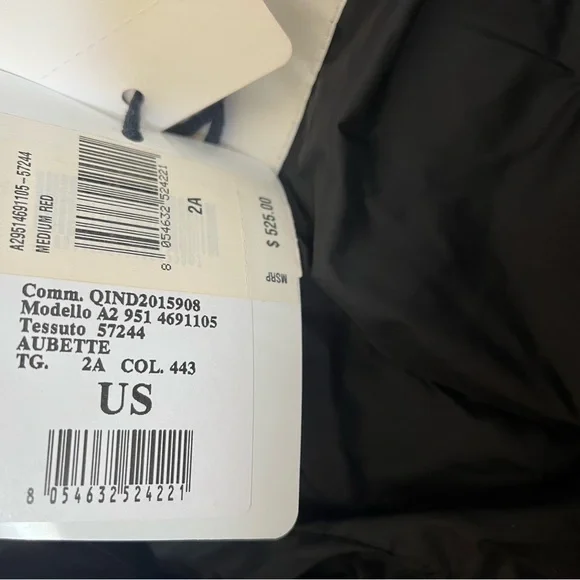 A29514691105-57244
MEDIUM RED
8 054632 524221
2A
$ 525.00
MSRP
Comm. QIND2015908
Modello A2 951 4691105
Tessuto 57244
AUBETTE
TG. 2A COL. 443
US
8 054632 524221